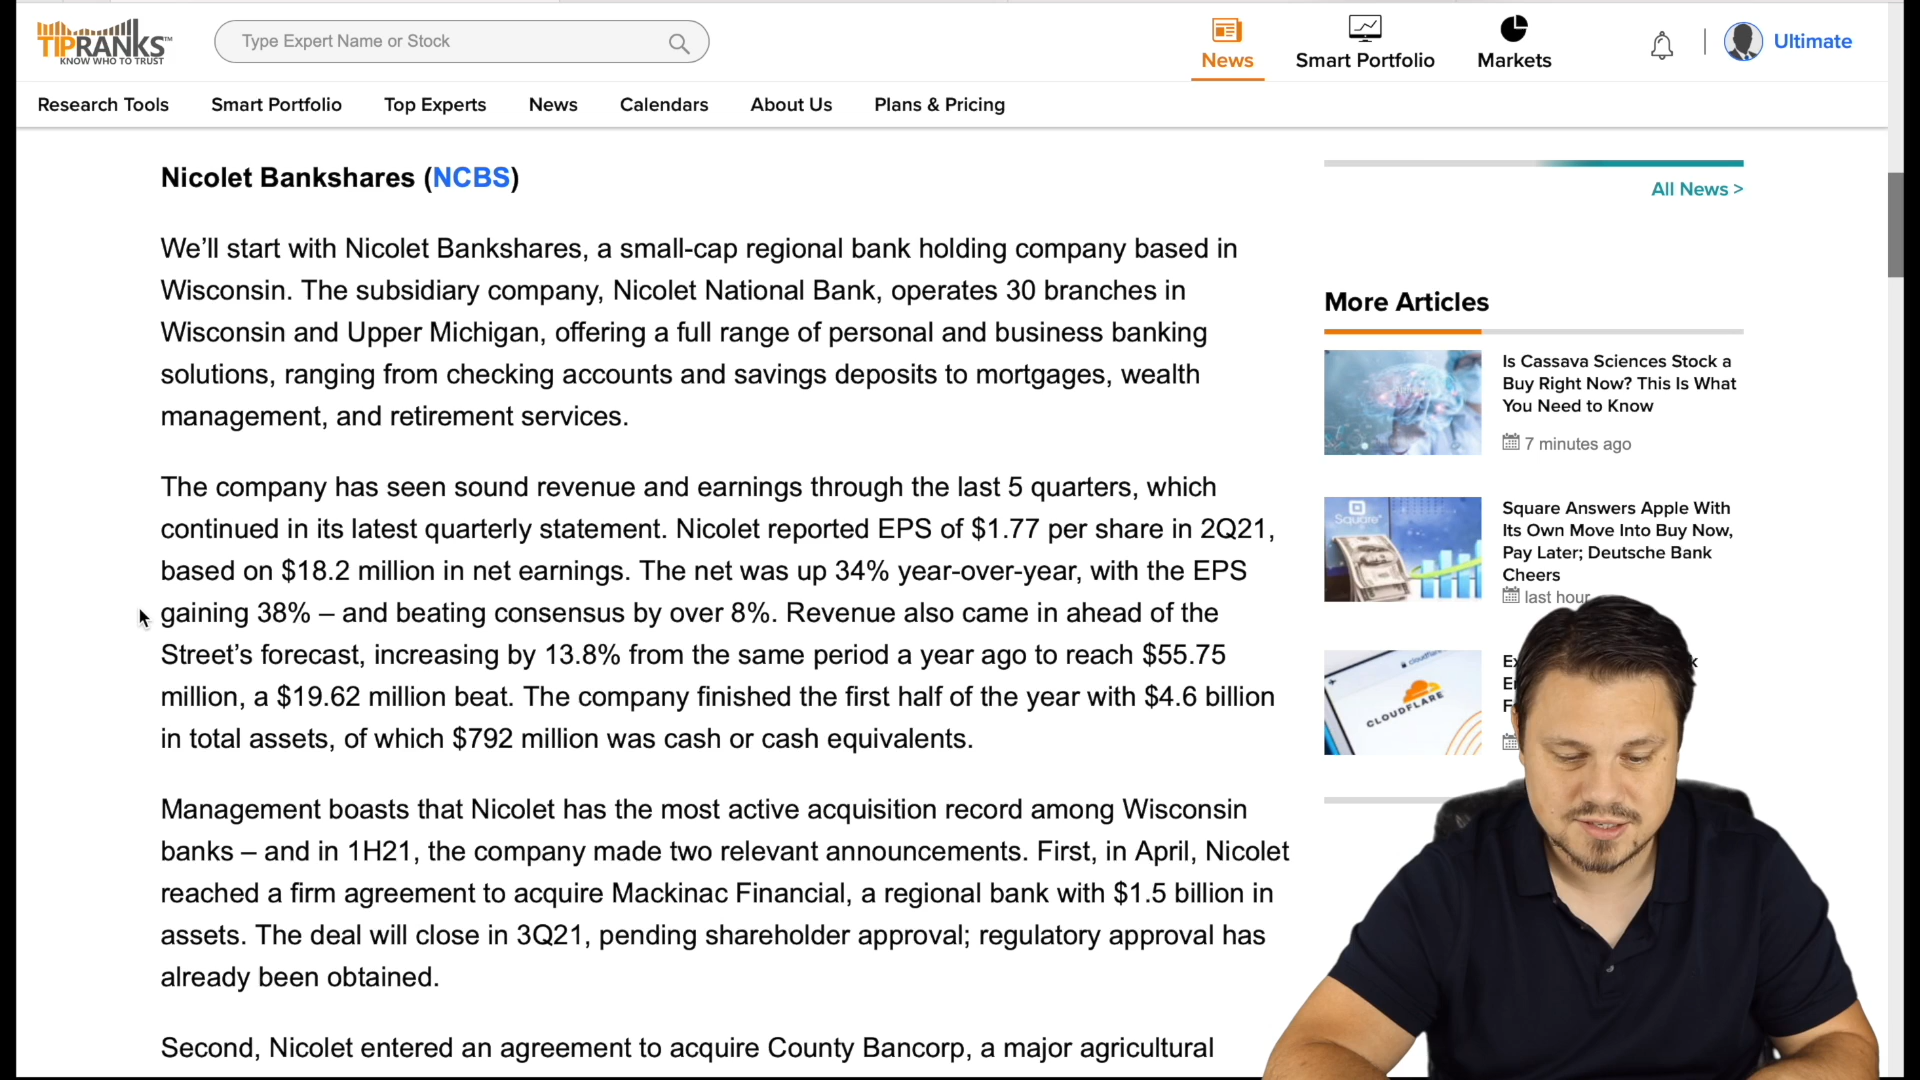 TIPRANKS™
KNOW WHO TO TRUST
Type Expert Name or Stock
News
Smart Portfolio
Markets
Ultimate
Research Tools
Smart Portfolio
Top Experts
News
Calendars
About Us
Plans & Pricing
Nicolet Bankshares (NCBS)
We’ll start with Nicolet Bankshares, a small-cap regional bank holding company based in
Wisconsin. The subsidiary company, Nicolet National Bank, operates 30 branches in
Wisconsin and Upper Michigan, offering a full range of personal and business banking
solutions, ranging from checking accounts and savings deposits to mortgages, wealth
management, and retirement services.
The company has seen sound revenue and earnings through the last 5 quarters, which
continued in its latest quarterly statement. Nicolet reported EPS of $1.77 per share in 2Q21,
based on $18.2 million in net earnings. The net was up 34% year-over-year, with the EPS
gaining 38% – and beating consensus by over 8%. Revenue also came in ahead of the
Street’s forecast, increasing by 13.8% from the same period a year ago to reach $55.75
million, a $19.62 million beat. The company finished the first half of the year with $4.6 billion
in total assets, of which $792 million was cash or cash equivalents.
Management boasts that Nicolet has the most active acquisition record among Wisconsin
banks – and in 1H21, the company made two relevant announcements. First, in April, Nicolet
reached a firm agreement to acquire Mackinac Financial, a regional bank with $1.5 billion in
assets. The deal will close in 3Q21, pending shareholder approval; regulatory approval has
already been obtained.
Second, Nicolet entered an agreement to acquire County Bancorp, a major agricultural
All News >
More Articles
Is Cassava Sciences Stock a
Buy Right Now? This Is What
You Need to Know
7 minutes ago
Square
Square Answers Apple With
Its Own Move Into Buy Now,
Pay Later; Deutsche Bank
Cheers
last hour
cloudflare
CLOUDFLARE